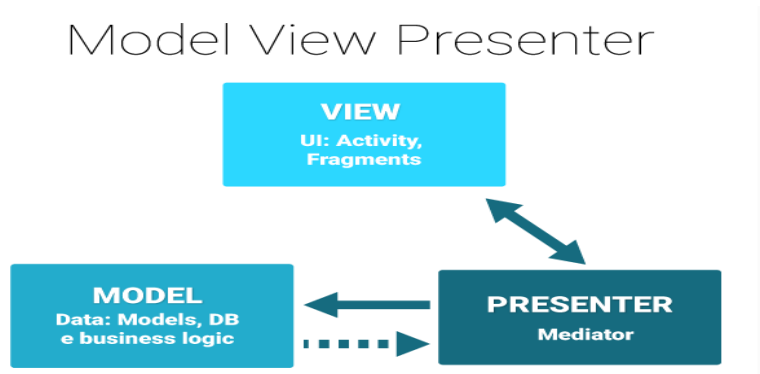 Model View Presenter
VIEW
UI: Activity,
Fragments
MODEL
Data: Models, DB
e business logic
PRESENTER
Mediator